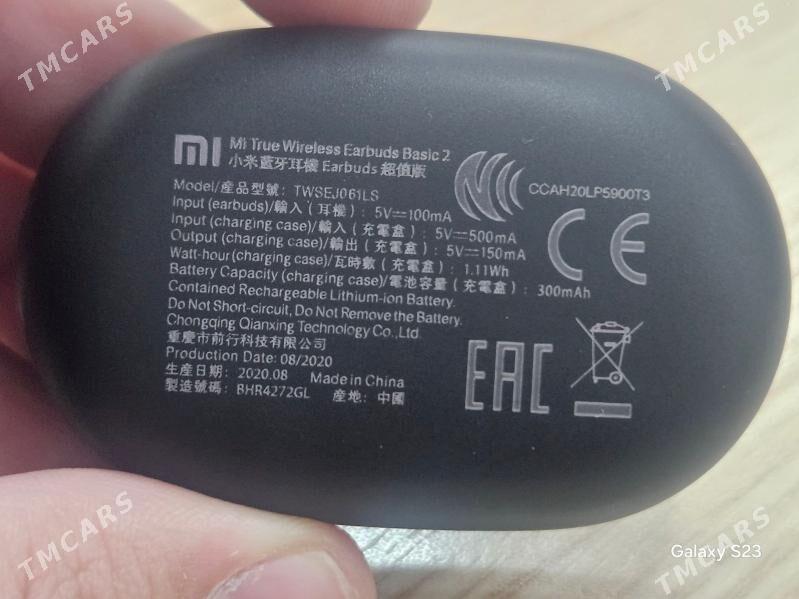 TMCARS
TMCARS
mi
Mi True Wireless Earbuds Basic 2
小米藍牙耳機 Earbuds 超值版
Model/產品型號: TWSEJ061LS
CCAH20LP5900T3
Input (earbuds)/輸入 (耳機) : 5V⎓100mA
Input (charging case)/輸入 (充電盒) : 5V⎓500mA
Output (charging case)/輸出 (充電盒) : 5V⎓150mA
CE
Watt-hour (charging case)/瓦時數 (充電盒) : 1.11Wh
Battery Capacity (charging case)/電池容量 (充電盒) : 300mAh
Contained Rechargeable Lithium-ion Battery.
Do Not Short-circuit, Do Not Remove the Battery.
Chongqing Qianxing Technology Co., Ltd.
重慶市前行科技有限公司
Production Date: 08/2020
生產日期: 2020.08 Made in China
製造號碼: BHR4272GL 產地: 中國
EAC
TMCARS
TMCARS
Galaxy S23